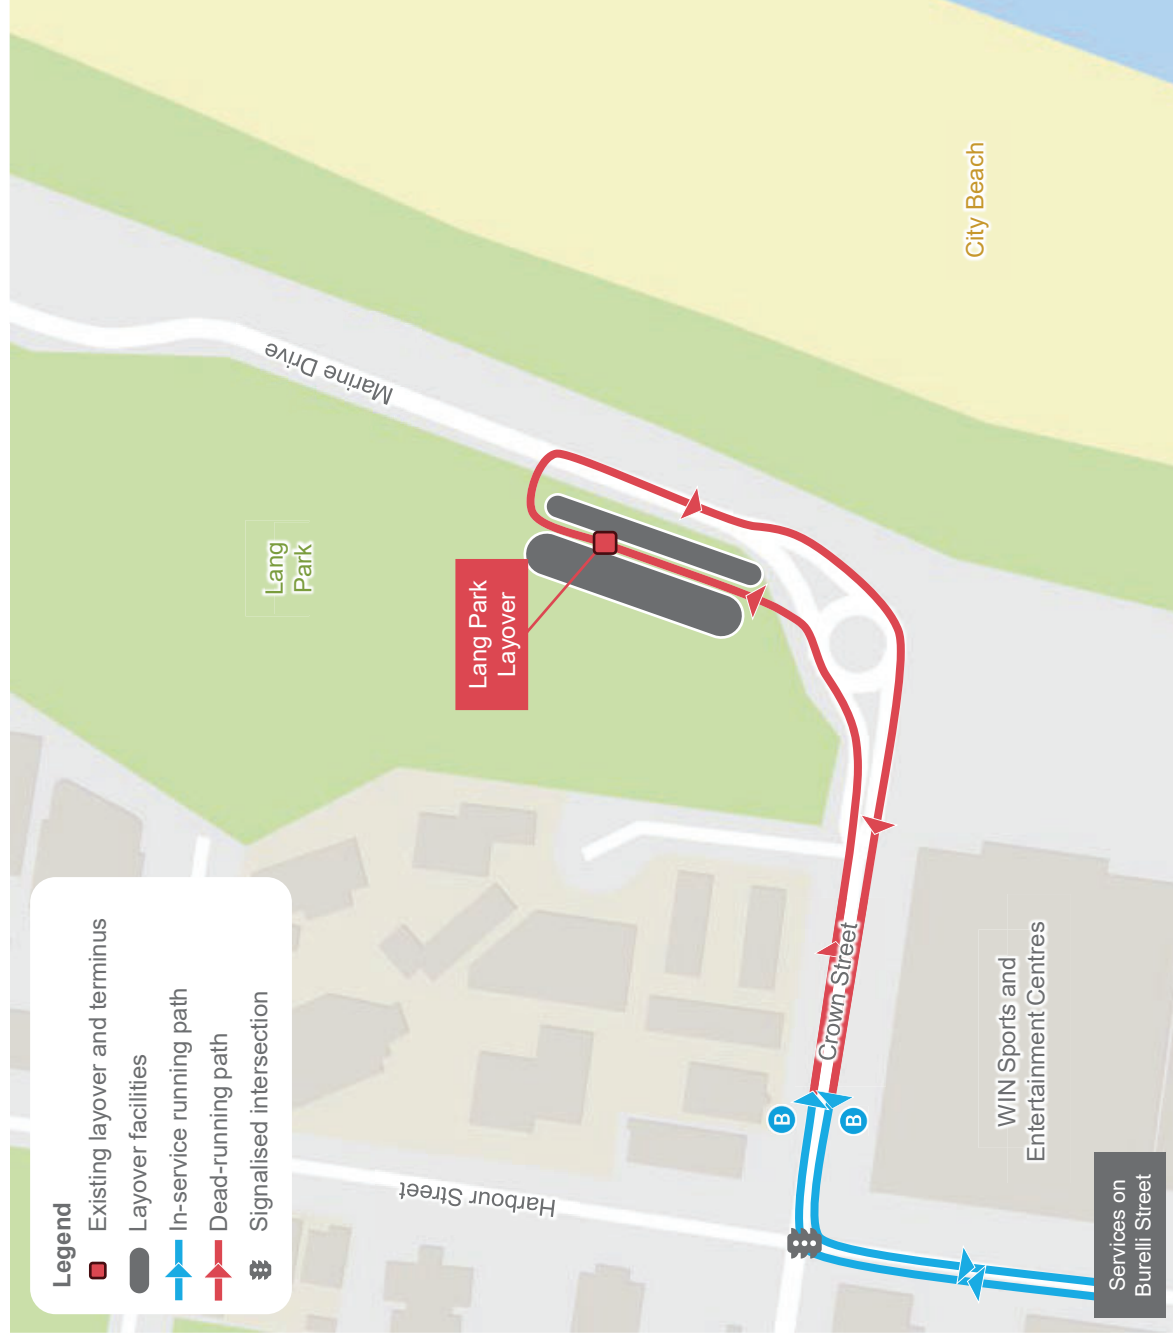 Legend
Existing layover and terminus
Layover facilities
In-service running path
Dead-running path
Signalised intersection
Lang
Park
Marine Drive
City Beach
Lang Park
Layover
Harbour Street
Crown Street
B
B
WIN Sports and
Entertainment Centres
Services on
Burelli Street